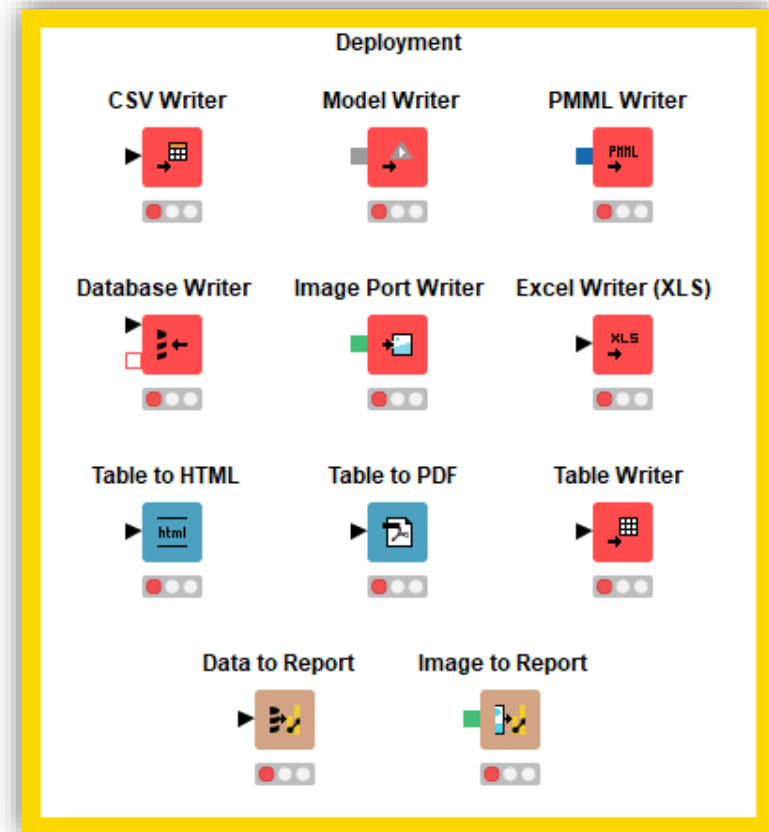 Deployment
CSV Writer Model Writer PMML Writer
PMML
Database Writer Image Port Writer Excel Writer (XLS)
XLS
Table to HTML Table to PDF Table Writer
html
Data to Report Image to Report